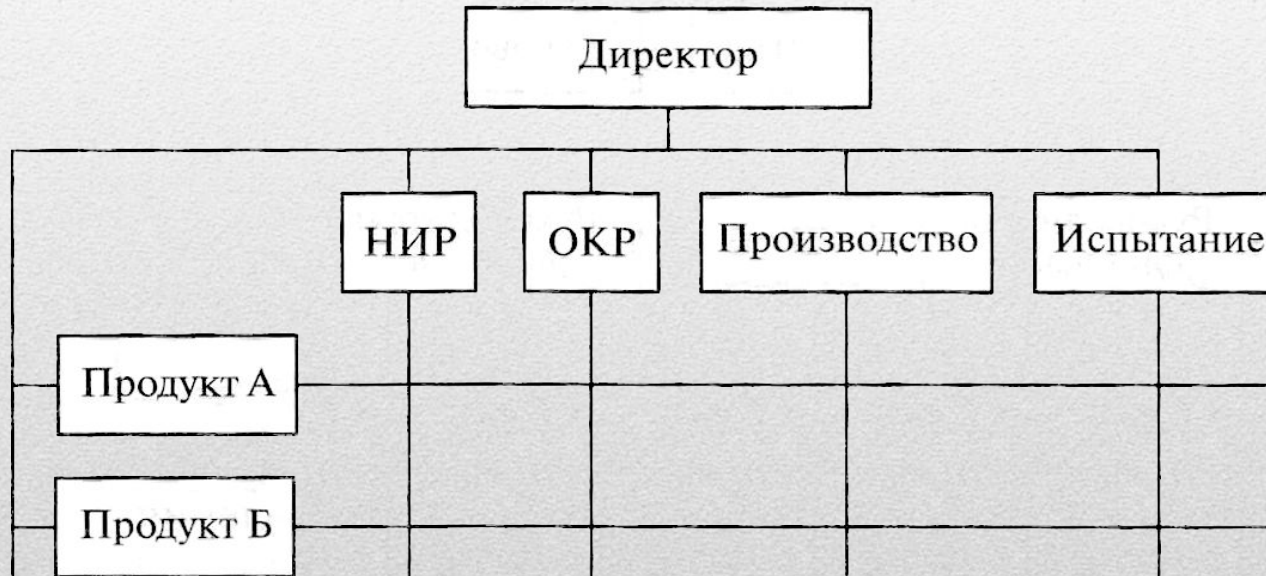 Директор
НИР
ОКР
Производство
Испытание
Продукт А
Продукт Б